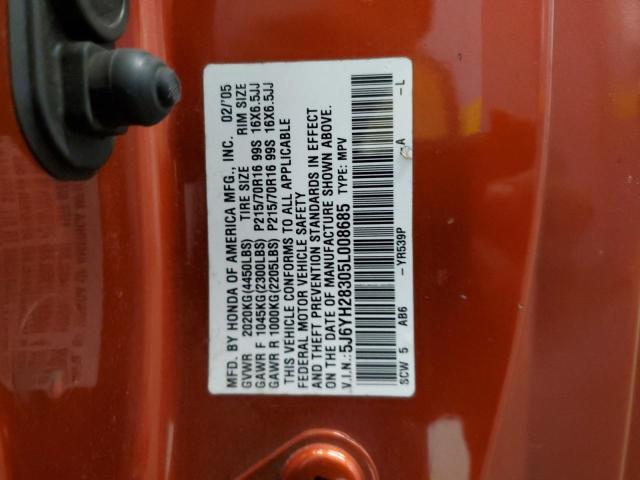 MFD. BY HONDA OF AMERICA MFG., INC. 02/'05
GVWR 2020KG(4450LBS) TIRE SIZE RIM SIZE
GAWR F 1045KG(2300LBS) P215/70R16 99S 16X6.5JJ
GAWR R 1000KG(2205LBS) P215/70R16 99S 16X6.5JJ
THIS VEHICLE CONFORMS TO ALL APPLICABLE
FEDERAL MOTOR VEHICLE SAFETY
AND THEFT PREVENTION STANDARDS IN EFFECT
ON THE DATE OF MANUFACTURE SHOWN ABOVE.
V.I.N.:5J6YH28305L008685 TYPE: MPV
SCW 5 AB6 -YR539P A -L